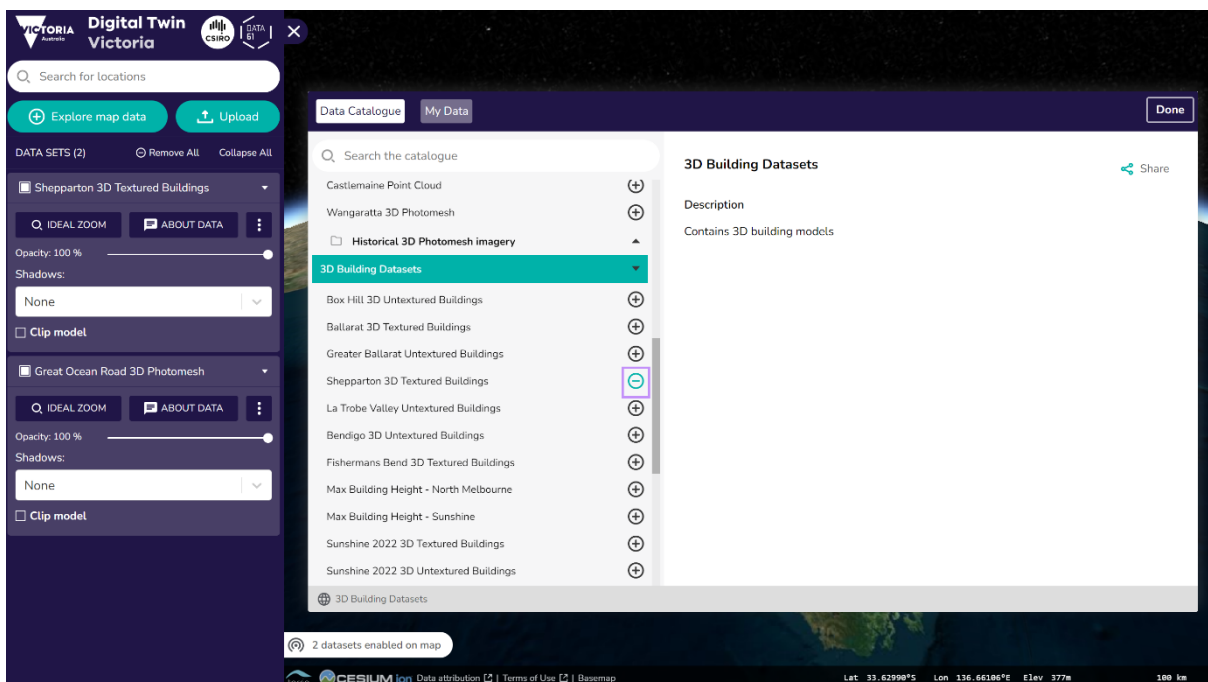 VICTORIA
Australia
Digital Twin
Victoria
CSIRO
DATA
61
Search for locations
Explore map data
Upload
DATA SETS (2)
Remove All
Collapse All
Shepparton 3D Textured Buildings
IDEAL ZOOM
ABOUT DATA
Opacity: 100 %
Shadows:
None
Clip model
Great Ocean Road 3D Photomesh
IDEAL ZOOM
ABOUT DATA
Opacity: 100 %
Shadows:
None
Clip model
Data Catalogue
My Data
Done
Search the catalogue
Castlemaine Point Cloud
Wangaratta 3D Photomesh
Historical 3D Photomesh imagery
3D Building Datasets
Box Hill 3D Untextured Buildings
Ballarat 3D Textured Buildings
Greater Ballarat Untextured Buildings
Shepparton 3D Textured Buildings
La Trobe Valley Untextured Buildings
Bendigo 3D Untextured Buildings
Fishermans Bend 3D Textured Buildings
Max Building Height - North Melbourne
Max Building Height - Sunshine
Sunshine 2022 3D Textured Buildings
Sunshine 2022 3D Untextured Buildings
3D Building Datasets
3D Building Datasets
Share
Description
Contains 3D building models
2 datasets enabled on map
CESIUM ion Data attribution | Terms of Use | Basemap
Lat 33.62990°S Lon 136.66106°E Elev 377m
100 km